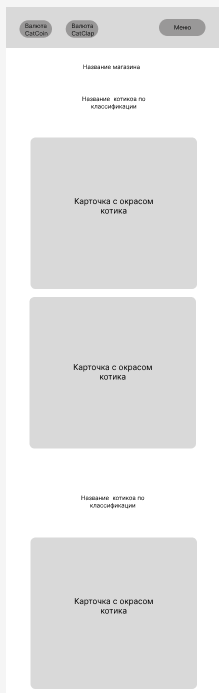 Валюта CatCoin
Валюта CatClap
Меню
Название магазина
Название котиков по
классификации
Карточка с окрасом
котика
Карточка с окрасом
котика
Название котиков по
классификации
Карточка с окрасом
котика